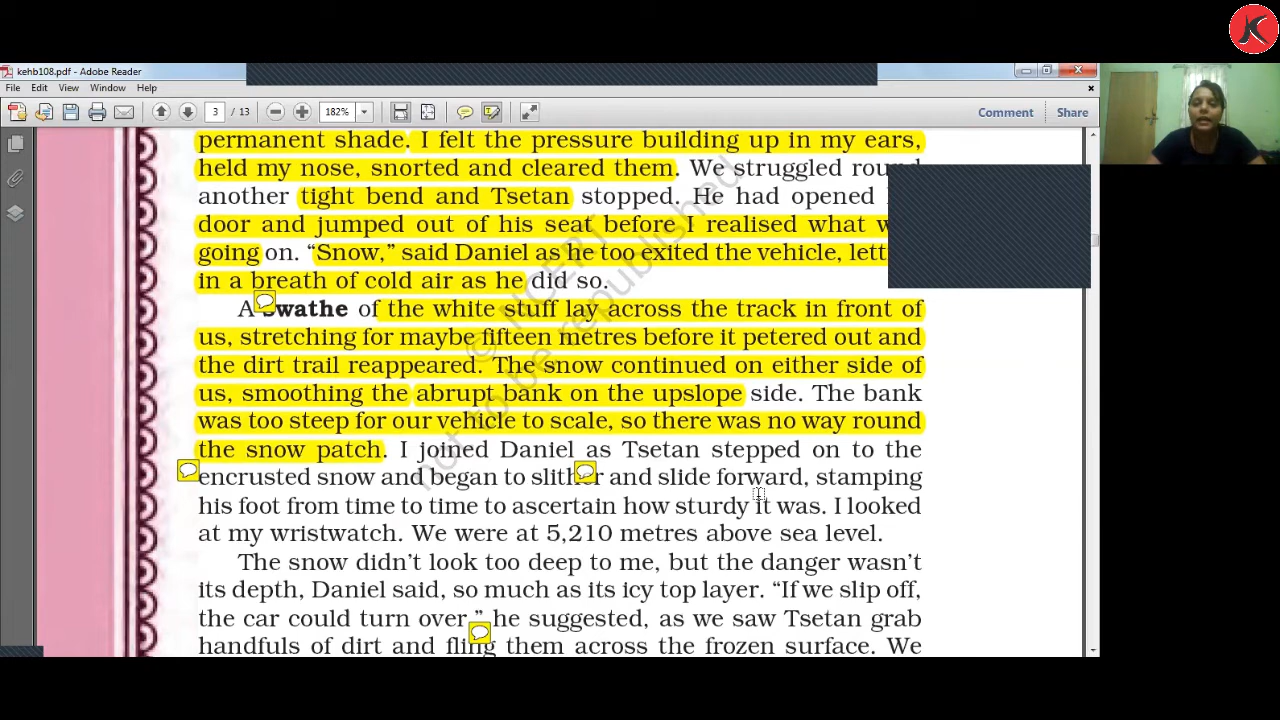 kehb108.pdf - Adobe Reader
File Edit View Window Help
3 / 13 182% Comment Share
permanent shade. I felt the pressure building up in my ears,
held my nose, snorted and cleared them. We struggled round
another tight bend and Tsetan stopped. He had opened
door and jumped out of his seat before I realised what
going on. “Snow,” said Daniel as he too exited the vehicle,
in a breath of cold air as he did so.
A swathe of the white stuff lay across the track in front of
us, stretching for maybe fifteen metres before it petered out and
the dirt trail reappeared. The snow continued on either side of
us, smoothing the abrupt bank on the upslope side. The bank
was too steep for our vehicle to scale, so there was no way round
the snow patch. I joined Daniel as Tsetan stepped on to the
encrusted snow and began to slither and slide forward, stamping
his foot from time to time to ascertain how sturdy it was. I looked
at my wristwatch. We were at 5,210 metres above sea level.
The snow didn’t look too deep to me, but the danger wasn’t
its depth, Daniel said, so much as its icy top layer. “If we slip off,
the car could turn over,” he suggested, as we saw Tsetan grab
handfuls of dirt and fling them across the frozen surface. We
© NCERT
not to be republished